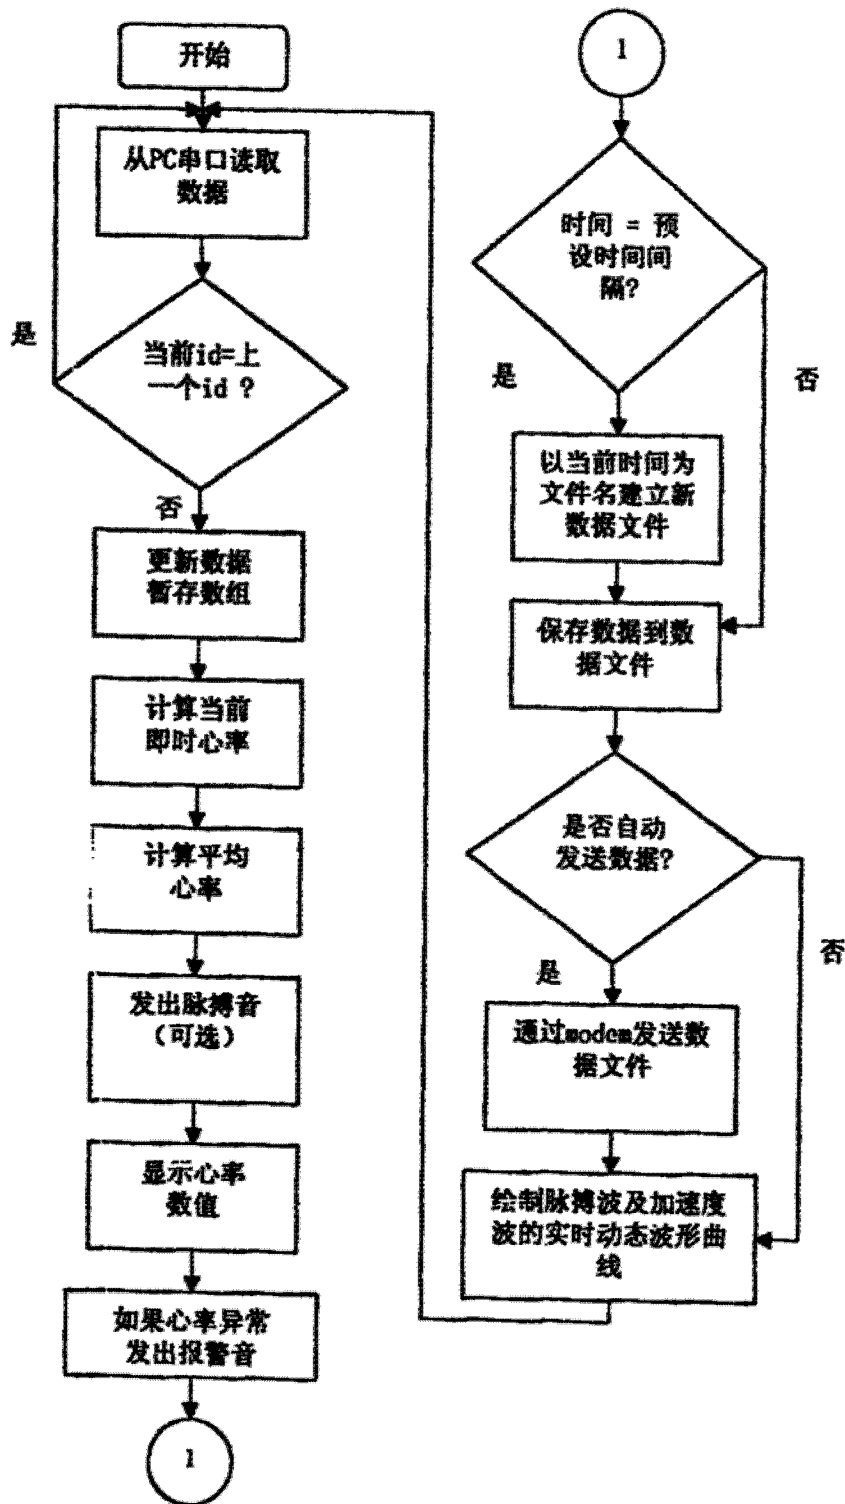 开始
从PC串口读取
数据
是
当前id=上
一个id ?
否
更新数据
暂存数组
计算当前
即时心率
计算平均
心率
发出脉搏音
（可选）
显示心率
数值
如果心率异常
发出报警音
1
1
时间 = 预
设时间间
隔?
是
否
以当前时间为
文件名建立新
数据文件
保存数据到数
据文件
是否自动
发送数据?
否
是
通过modem发送数
据文件
绘制脉搏波及加速度
波的实时动态波形曲
线